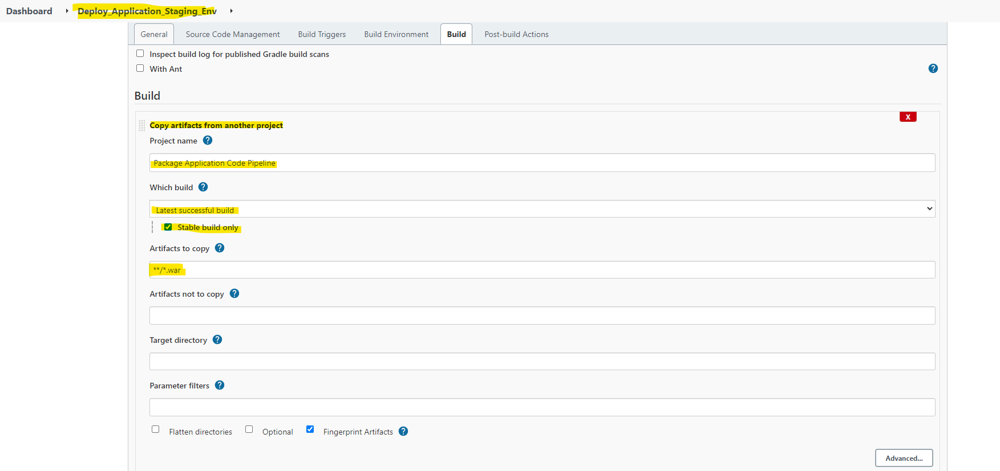 Dashboard Deploy_Application_Staging_Env
General Source Code Management Build Triggers Build Environment Build Post-build Actions
Inspect build log for published Gradle build scans
With Ant ?
Build
X
Copy artifacts from another project
Project name ?
Package Application Code Pipeline
Which build ?
Latest successful build
Stable build only
Artifacts to copy ?
**/*.war
Artifacts not to copy ?
Target directory ?
Parameter filters ?
Flatten directories Optional Fingerprint Artifacts ?
Advanced...